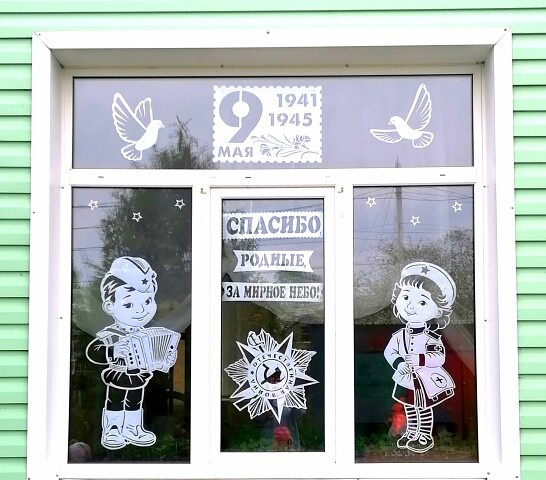 9
МАЯ
1941
1945
СПАСИБО
РОДНЫЕ,
ЗА МИРНОЕ НЕБО!